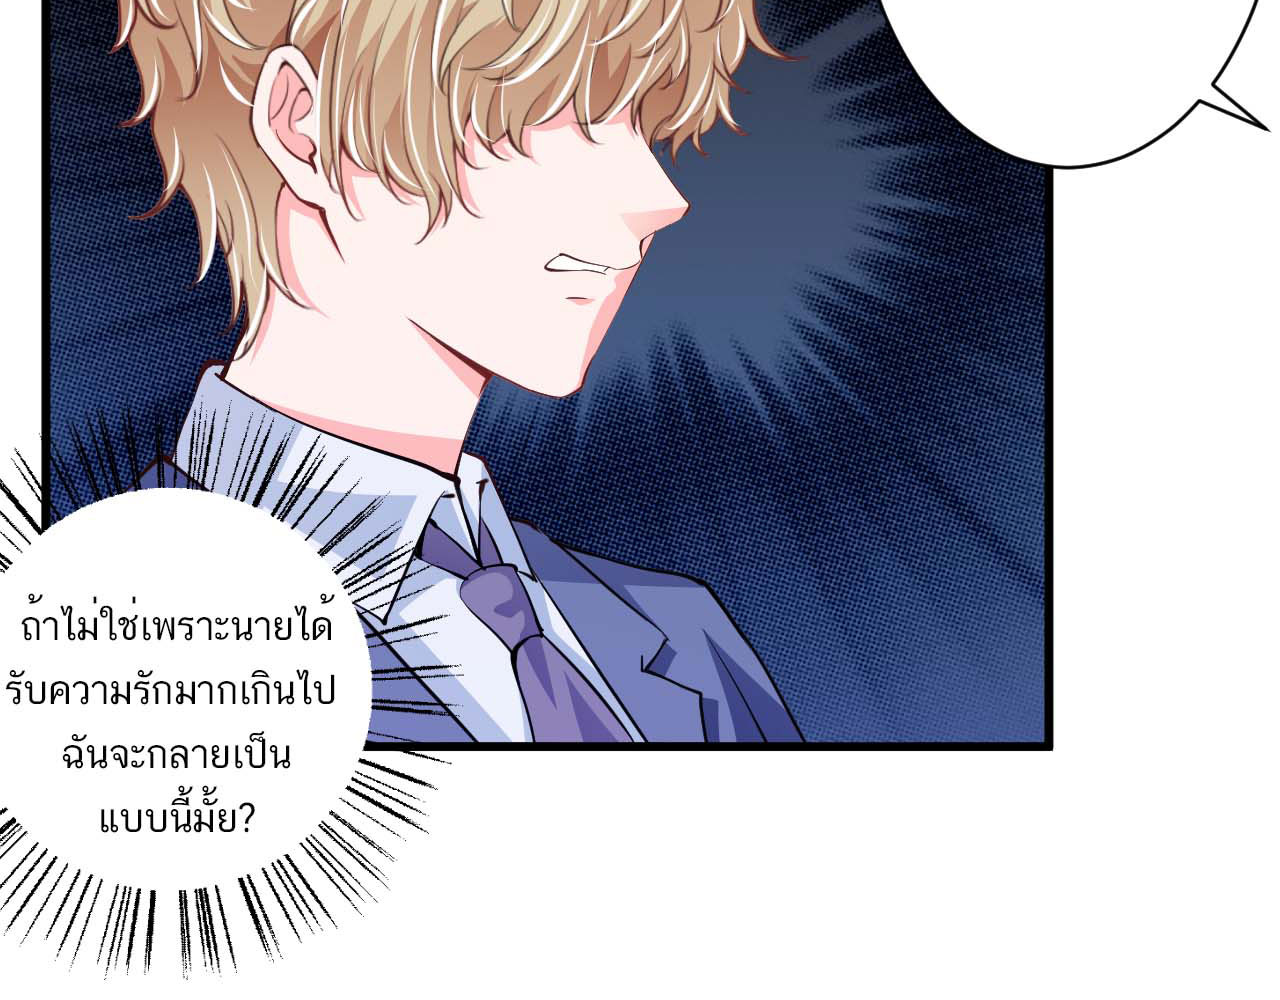 ถ้าไม่ใช่เพราะนายได้
รับความรักมากเกินไป
ฉันจะกลายเป็น
แบบนี้มั้ย?